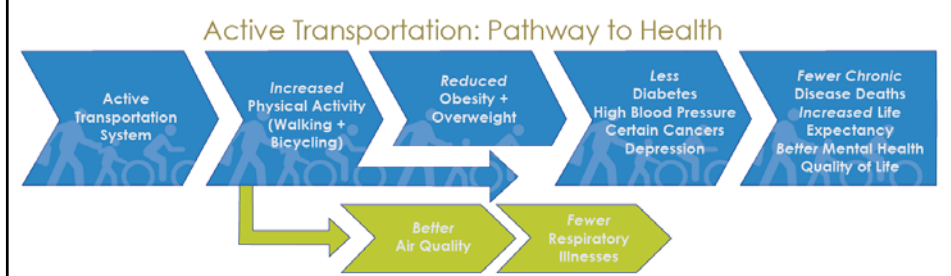 Active Transportation: Pathway to Health
Active
Transportation
System
Increased
Physical Activity
(Walking +
Bicycling)
Reduced
Obesity +
Overweight
Less
Diabetes
High Blood Pressure
Certain Cancers
Depression
Fewer Chronic
Disease Deaths
Increased Life
Expectancy
Better Mental Health
Quality of Life
Better
Air Quality
Fewer
Respiratory
Illnesses